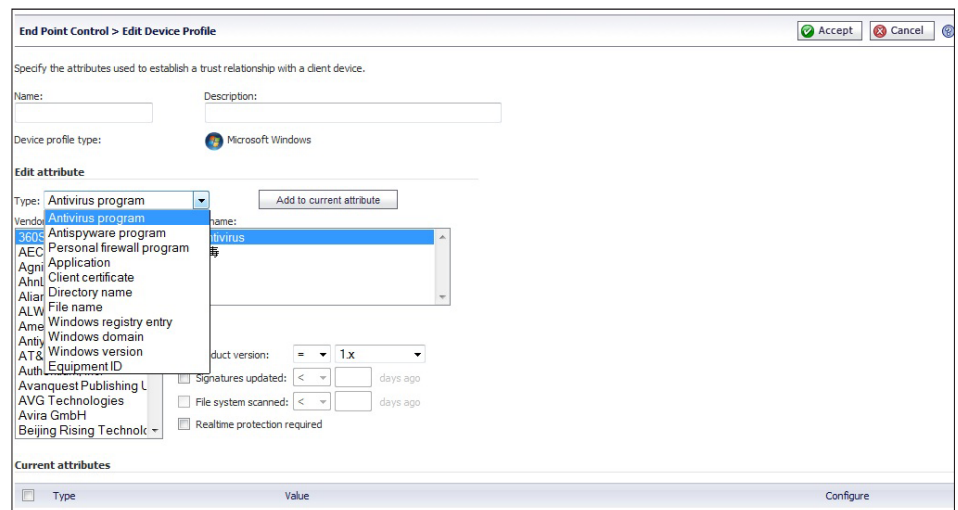 End Point Control > Edit Device Profile
Accept
Cancel
Specify the attributes used to establish a trust relationship with a client device.
Name:
Description:
Device profile type:
Microsoft Windows
Edit attribute
Type:
Antivirus program
Add to current attribute
Antivirus program
Antispyware program
Personal firewall program
Application
Client certificate
Directory name
File name
Windows registry entry
Windows domain
Windows version
Equipment ID
name:
Avanquest Publishing
AVG Technologies
Avira GmbH
Beijing Rising
= 1.x
Signatures updated: < days ago
File system scanned: < days ago
Realtime protection required
Current attributes
Type
Value
Configure